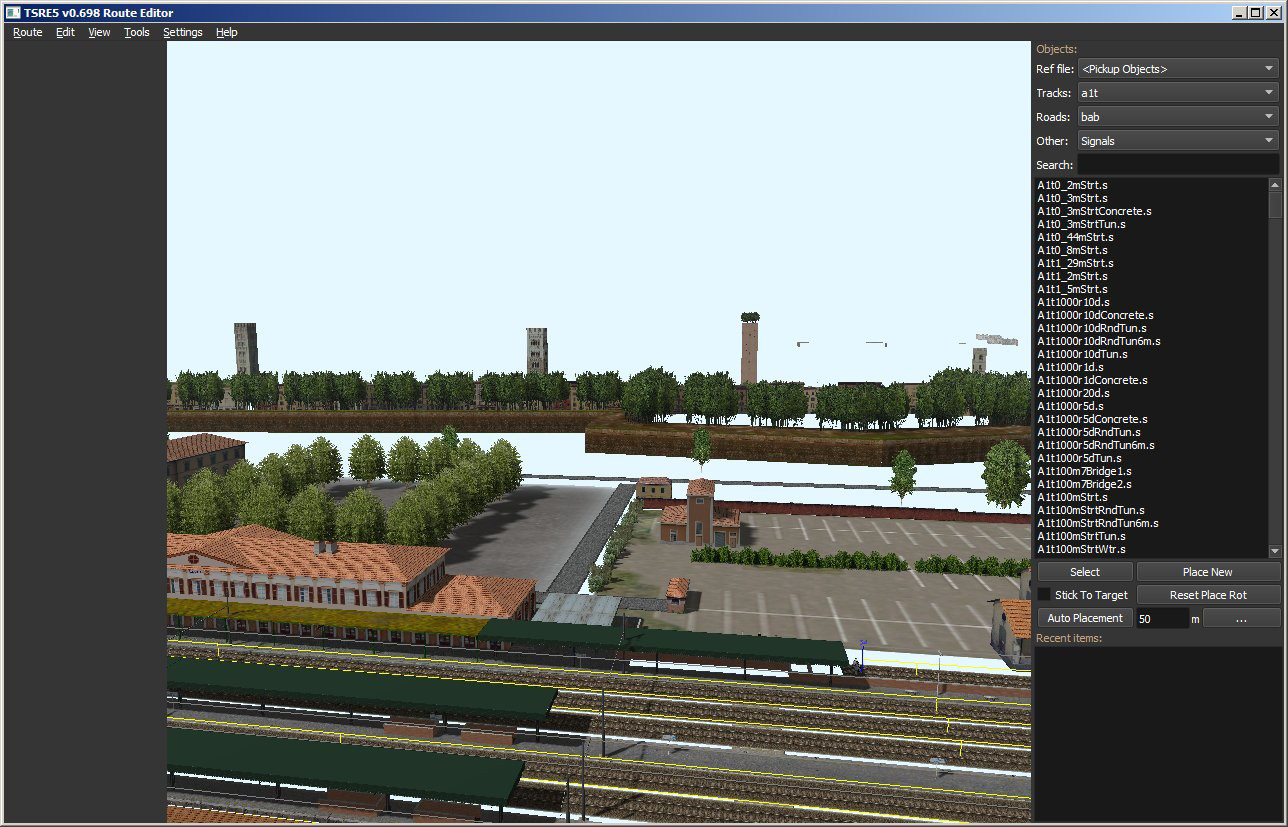 TSRE5 v0.698 Route Editor
Route Edit View Tools Settings Help
Objects:
Ref file: <Pickup Objects>
Tracks: a1t
Roads: bab
Other: Signals
Search:
A1t0_2mStrt.s
A1t0_3mStrt.s
A1t0_3mStrtConcrete.s
A1t0_3mStrtTun.s
A1t0_44mStrt.s
A1t0_8mStrt.s
A1t1_29mStrt.s
A1t1_2mStrt.s
A1t1_5mStrt.s
A1t1000r10d.s
A1t1000r10dConcrete.s
A1t1000r10dRndTun.s
A1t1000r10dRndTun6m.s
A1t1000r10dTun.s
A1t1000r1d.s
A1t1000r1dConcrete.s
A1t1000r20d.s
A1t1000r5d.s
A1t1000r5dConcrete.s
A1t1000r5dRndTun.s
A1t1000r5dRndTun6m.s
A1t1000r5dTun.s
A1t100m7Bridge1.s
A1t100m7Bridge2.s
A1t100mStrt.s
A1t100mStrtRndTun.s
A1t100mStrtRndTun6m.s
A1t100mStrtTun.s
A1t100mStrtWtr.s
Select Place New
Stick To Target Reset Place Rot
Auto Placement 50 m ...
Recent items: